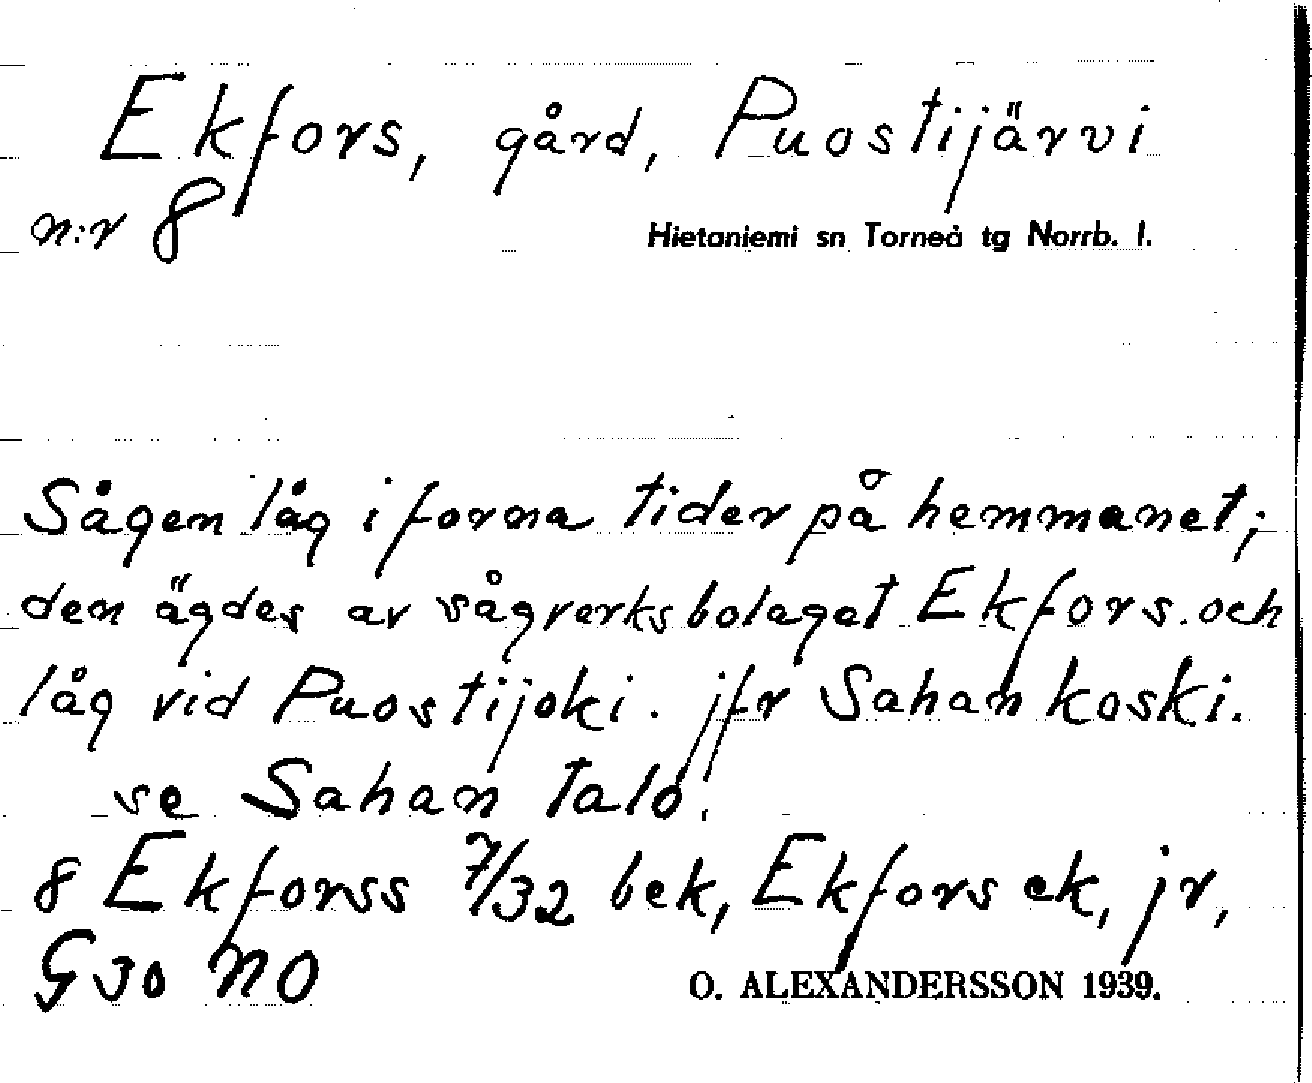 Ekfors, gård, Puostijärvi
n:r 8
Hietaniemi sn Torneå tg Norrb. l.
Sågen låg i forna tider på hemmanet;
den ägdes av sågverksbolaget Ekfors och
låg vid Puostijoki. jfr Sahankoski.
se Sahan talo.
8 Ekforss 7/32 bek, Ekfors ek, jr,
G30 NO
O. ALEXANDERSSON 1939.